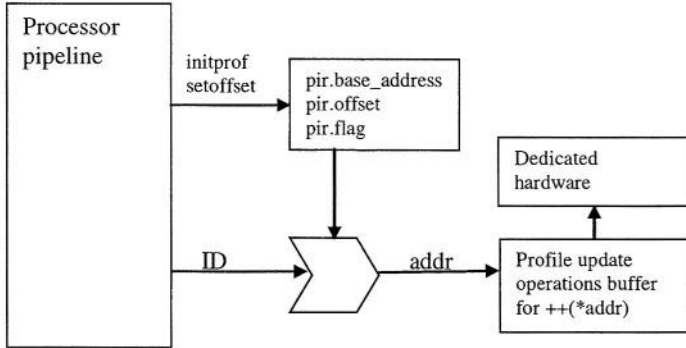 Processor
pipeline
initprof
setoffset
pir.base_address
pir.offset
pir.flag
Dedicated
hardware
ID
addr
Profile update
operations buffer
for ++(*addr)